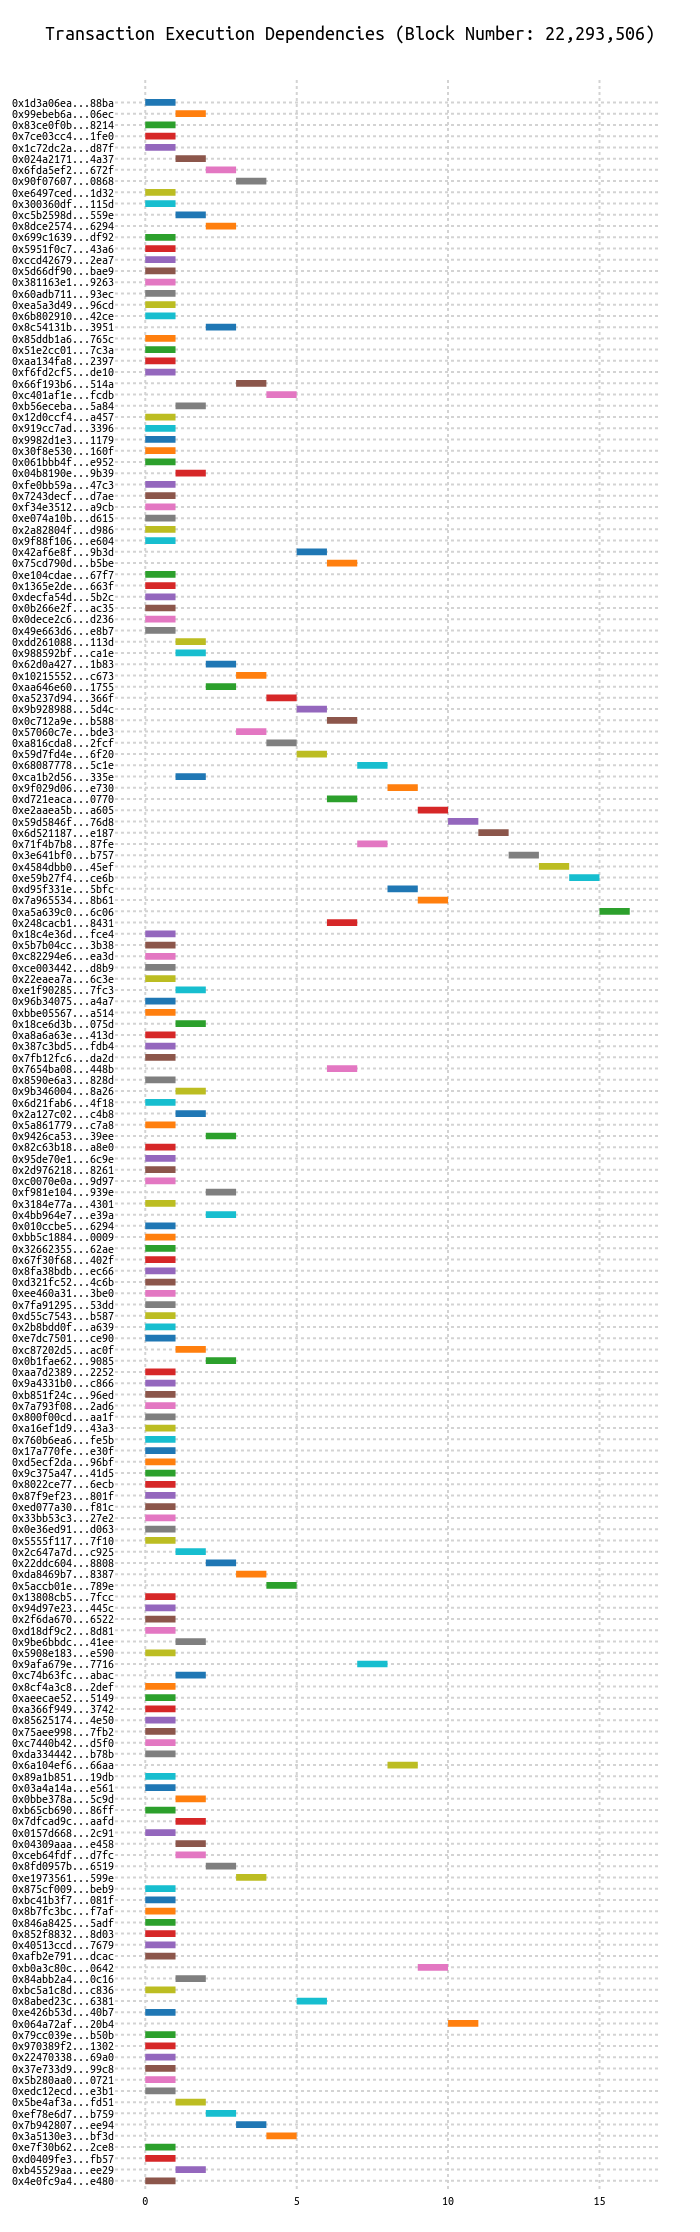 Transaction Execution Dependencies (Block Number: 22,293,506)
0x1d3a06ea...88ba
0x99ebeb6a...06ec
0x83ce0f0b...8214
0x7ce03cc4...1fe0
0x1c72dc2a...d87f
0x024a2171...4a37
0x6fda5ef2...672f
0x90f07607...0868
0xe6497ced...1d32
0x300360df...115d
0xc5b2598d...559e
0x8dce2574...6294
0x699c1639...df92
0x5951f0c7...43a6
0xccd42679...2ea7
0x5d66df90...bae9
0x381163e1...9263
0x60adb711...93ec
0xea5a3d49...96cd
0x6b802910...42ce
0x8c54131b...3951
0x85ddb1a6...765c
0x51e2cc01...7c3a
0xaa134fa8...2397
0xf6fd2cf5...de10
0x66f193b6...514a
0xc401af1e...fcdb
0xb56eceba...5a84
0x12d0ccf4...a457
0x919cc7ad...3396
0x9982d1e3...1179
0x30f8e530...160f
0x061bbb4f...e952
0x04b8190e...9b39
0xfe0bb59a...47c3
0x7243decf...d7ae
0xf34e3512...a9cb
0xe074a10b...d615
0x2a82804f...d986
0x9f88f106...e604
0x42af6e8f...9b3d
0x75cd790d...b5be
0xe104cdae...67f7
0x1365e2de...663f
0xdecfa54d...5b2c
0x0b266e2f...ac35
0x0dece2c6...d236
0x49e663d6...e8b7
0xdd261088...113d
0x988592bf...ca1e
0x62d0a427...1b83
0x10215552...c673
0xaa646e60...1755
0xa5237d94...366f
0x9b928988...5d4c
0x0c712a9e...b588
0x57060c7e...bde3
0xa816cda8...2fcf
0x59d7fd4e...6f20
0x68087778...5c1e
0xca1b2d56...335e
0x9f029d06...e730
0xd721eaca...0770
0xe2aaea5b...a605
0x59d5846f...76d8
0x6d521187...e187
0x71f4b7b8...87fe
0x3e641bf0...b757
0x4584dbb0...45ef
0xe59b27f4...ce6b
0xd95f331e...5bfc
0x7a965534...8b61
0xa5a639c0...6c06
0x248cacb1...8431
0x18c4e36d...fce4
0x5b7b04cc...3b38
0xc82294e6...ea3d
0xce003442...d8b9
0x22eaea7a...6c3e
0xe1f90285...7fc3
0x96b34075...a4a7
0xbbe05567...a514
0x18ce6d3b...075d
0xa8a6a63e...413d
0x387c3bd5...fdb4
0x7fb12fc6...da2d
0x7654ba08...448b
0x8590e6a3...828d
0x9b346004...8a26
0x6d21fab6...4f18
0x2a127c02...c4b8
0x5a861779...c7a8
0x9426ca53...39ee
0x82c63b18...a8e0
0x95de70e1...6c9e
0x2d976218...8261
0xc0070e0a...9d97
0xf981e104...939e
0x3184e77a...4301
0x4bb964e7...e39a
0x010ccbe5...6294
0xbb5c1884...0009
0x32662355...62ae
0x67f30f68...402f
0x8fa38bdb...ec66
0xd321fc52...4c6b
0xee460a31...3be0
0x7fa91295...53dd
0xd55c7543...b587
0x2b8bdd0f...a639
0xe7dc7501...ce90
0xc87202d5...ac0f
0x0b1fae62...9085
0xaa7d2389...2252
0x9a4331b0...c866
0xb851f24c...96ed
0x7a793f08...2ad6
0x800f00cd...aa1f
0xa16ef1d9...43a3
0x760b6ea6...fe5b
0x17a770fe...e30f
0xd5ecf2da...96bf
0x9c375a47...41d5
0x8022ce77...6ecb
0x87f9ef23...801f
0xed077a30...f81c
0x33bb53c3...27e2
0x0e36ed91...d063
0x5555f117...7f10
0x2c647a7d...c925
0x22ddc604...8808
0xda8469b7...8387
0x5accb01e...789e
0x13808cb5...7fcc
0x94d97e23...445c
0x2f6da670...6522
0xd18df9c2...8d81
0x9be6bbdc...41ee
0x5908e183...e590
0x9afa679e...7716
0xc74b63fc...abac
0x8cf4a3c8...2def
0xaeecae52...5149
0xa366f949...3742
0x85625174...4e50
0x75aee998...7fb2
0xc7440b42...d5f0
0xda334442...b78b
0x6a104ef6...66aa
0x89a1b851...19db
0x03a4a14a...e561
0x0bbe378a...5c9d
0xb65cb690...86ff
0x7dfcad9c...aafd
0x0157d668...2c91
0x04309aaa...e458
0xceb64fdf...d7fc
0x8fd0957b...6519
0xe1973561...599e
0x875cf009...beb9
0xbc41b3f7...081f
0x8b7fc3bc...f7af
0x846a8425...5adf
0x852f8832...8d03
0x40513ccd...7679
0xafb2e791...dcac
0xb0a3c80c...0642
0x84abb2a4...0c16
0xbc5a1c8d...c836
0x8abed23c...6381
0xe426b53d...40b7
0x064a72af...20b4
0x79cc039e...b50b
0x970389f2...1302
0x22470338...69a0
0x37e733d9...99c8
0x5b280aa0...0721
0xedc12ecd...e3b1
0x5be4af3a...fd51
0xef78e6d7...b759
0x7b942807...ee94
0x3a5130e3...bf3d
0xe7f30b62...2ce8
0xd0409fe3...fb57
0xb45529aa...ee29
0x4e0fc9a4...e480
0 5 10 15